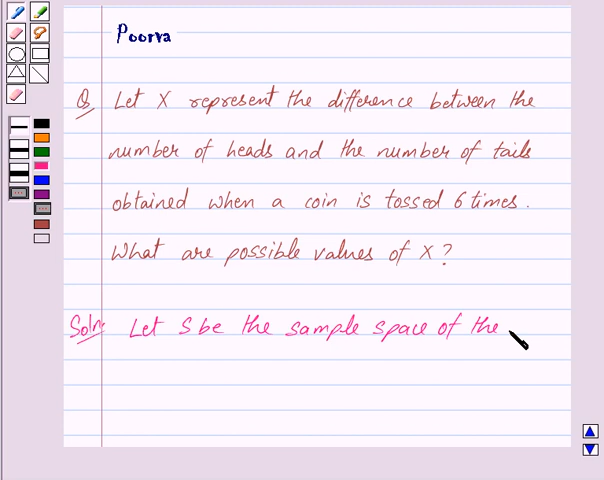 Poorva
Q Let X represent the difference between the
number of heads and the number of tails
obtained when a coin is tossed 6 times.
What are possible values of X?
Soln: Let S be the sample space of the